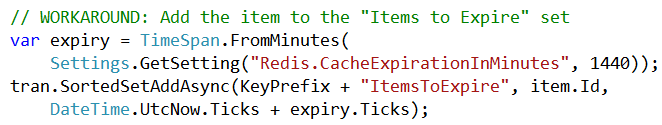 // WORKAROUND: Add the item to the "Items to Expire" set
var expiry = TimeSpan.FromMinutes(
    Settings.GetSetting("Redis.CacheExpirationInMinutes", 1440));
tran.SortedSetAddAsync(KeyPrefix + "ItemsToExpire", item.Id,
    DateTime.UtcNow.Ticks + expiry.Ticks);